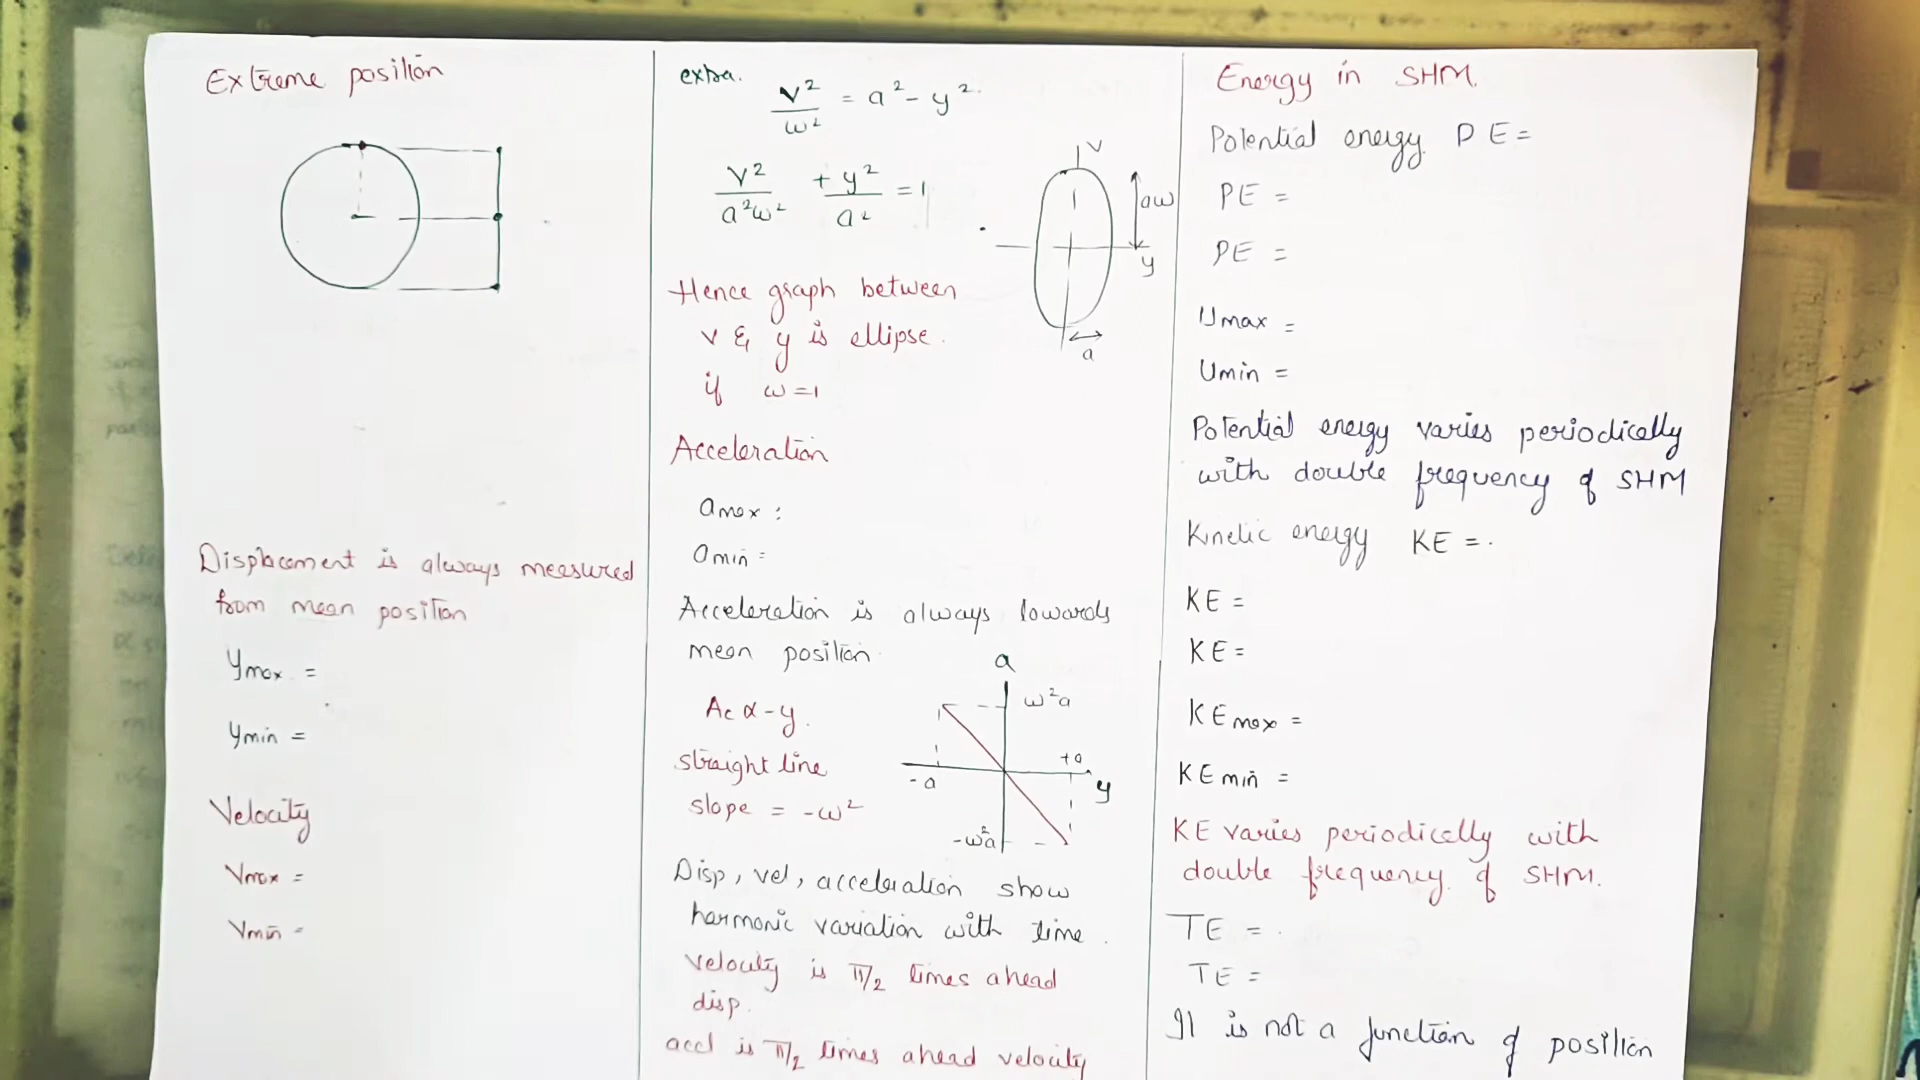 Extreme position
Displacement is always measured
from mean position
ymax =
ymin =
Velocity
Vmax =
Vmin =
extra.
V²/ω² = a² - y²
V²/a²ω² + y²/a² = 1
V
aω
y
a
Hence graph between
v & y is ellipse.
if ω = 1
Acceleration
amax :
amin =
Acceleration is always towards
mean position
Ac α - y.
straight line
slope = -ω²
a
ω²a
+a
-a
y
-ω²a
Disp, vel, acceleration show
harmonic variation with time.
velocity is π/2 times ahead
disp.
accl is π/2 times ahead velocity
Energy in SHM.
Potential energy PE =
PE =
PE =
Umax =
Umin =
Potential energy varies periodically
with double frequency of SHM
Kinetic energy KE =
KE =
KE =
KEmax =
KEmin =
KE varies periodically with
double frequency of SHM.
TE =
TE =
It is not a function of position